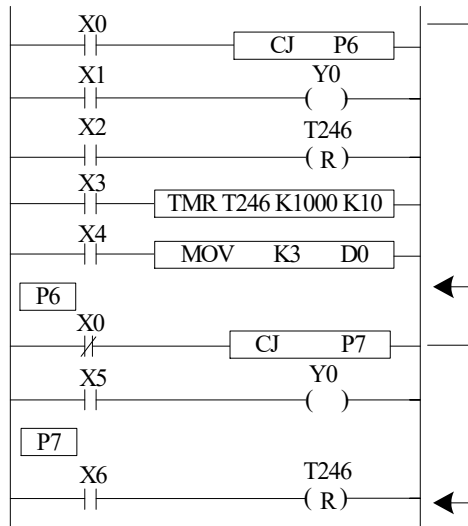 X0
CJ P6
X1
Y0
( )
X2
T246
( R )
X3
TMR T246 K1000 K10
X4
MOV K3 D0
P6
X0
CJ P7
X5
Y0
( )
P7
X6
T246
( R )